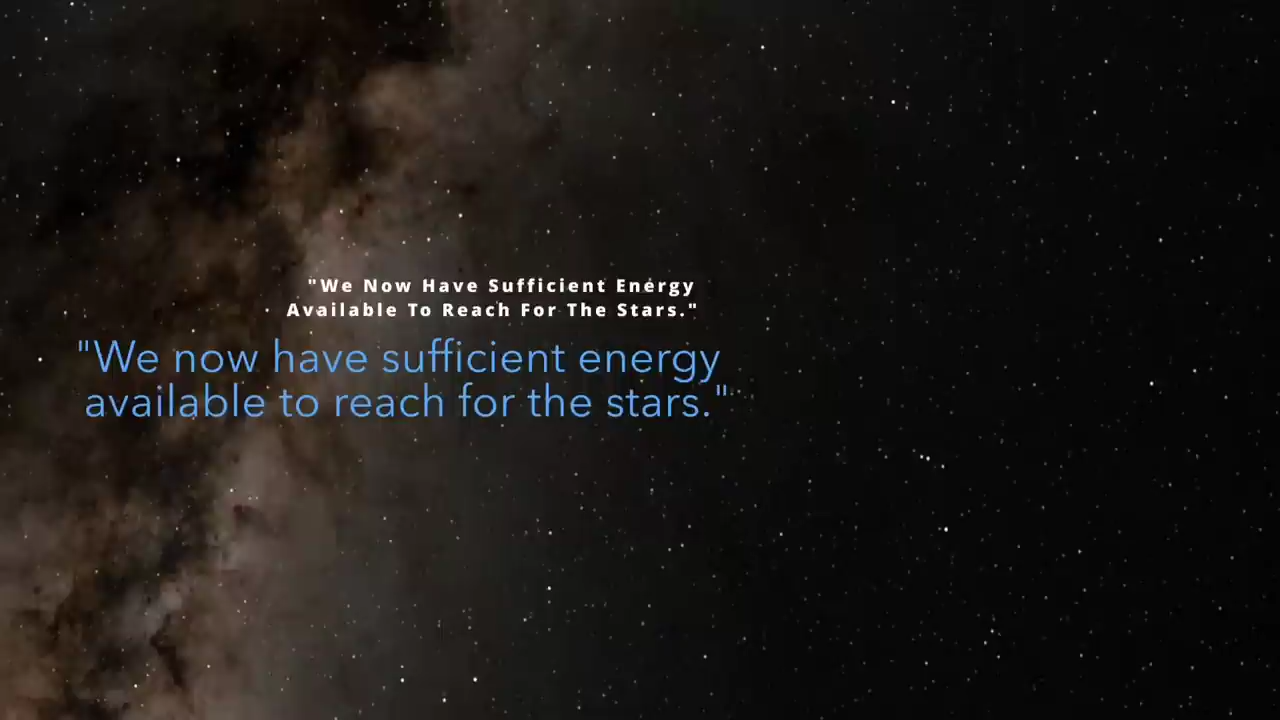 "We Now Have Sufficient Energy
Available To Reach For The Stars."
"We now have sufficient energy
available to reach for the stars."